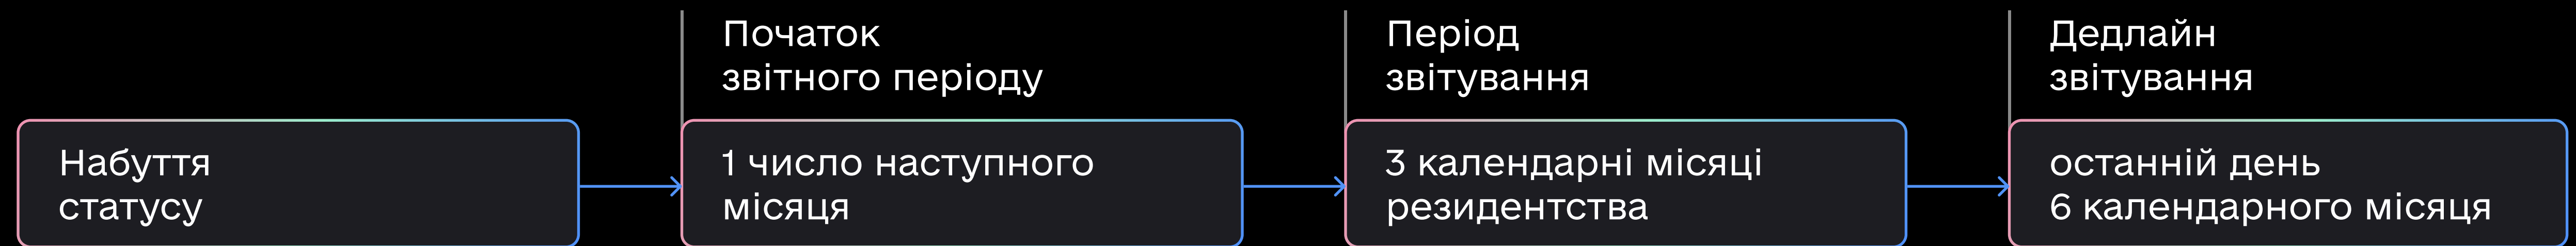 Набуття
статусу
Початок
звітного періоду
1 число наступного
місяця
Період
звітування
3 календарні місяці
резидентства
Дедлайн
звітування
останній день
6 календарного місяця